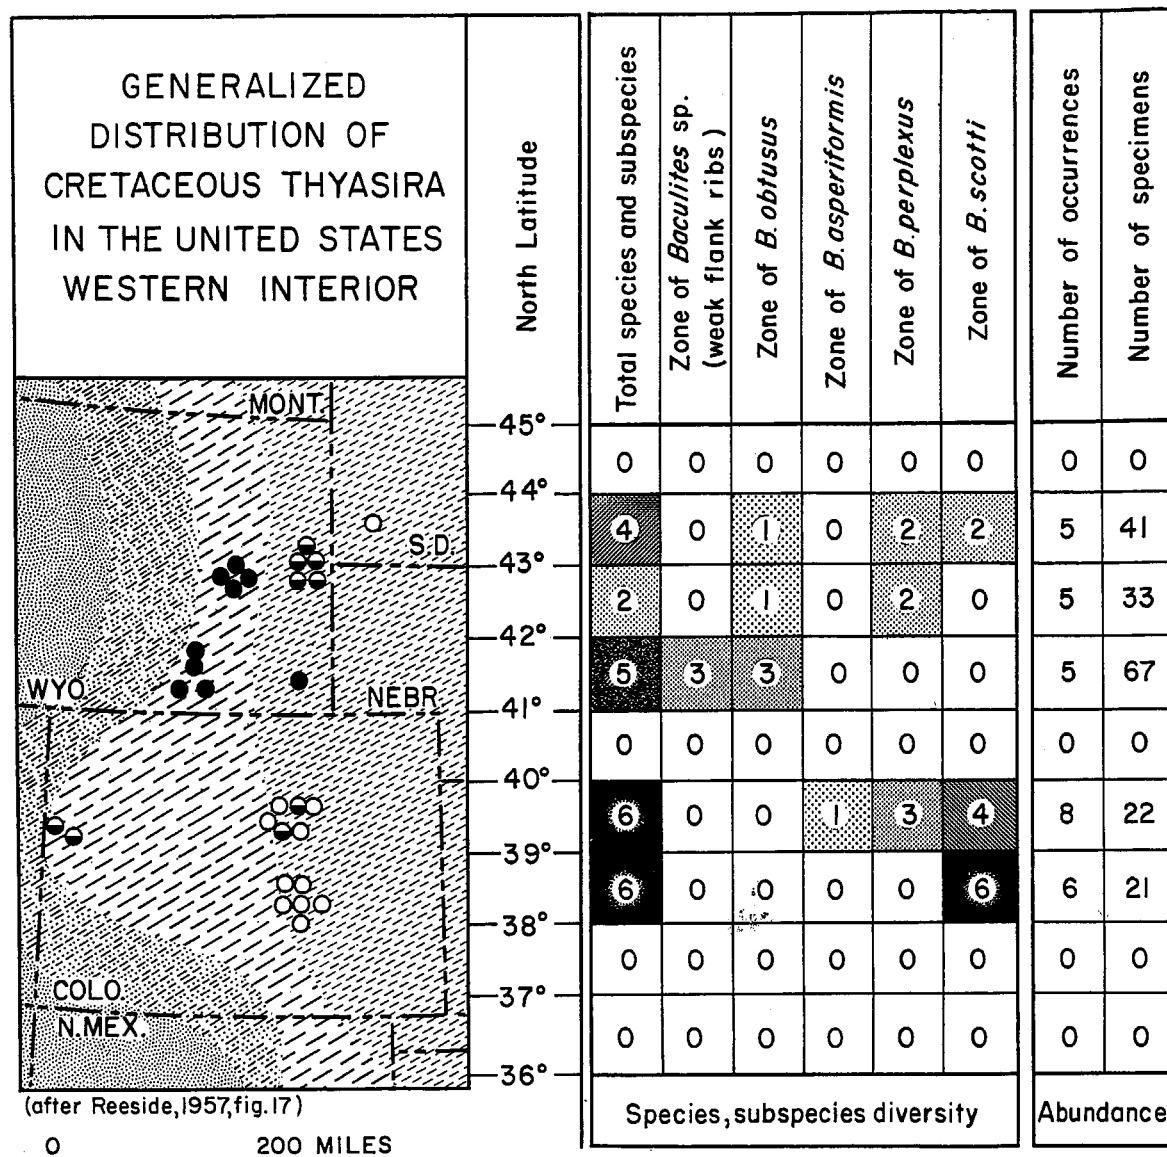 GENERALIZED
DISTRIBUTION OF
CRETACEOUS THYASIRA
IN THE UNITED STATES
WESTERN INTERIOR
North Latitude
Total species and subspecies
Zone of Baculites sp.
(weak flank ribs)
Zone of B. obtusus
Zone of B. asperiformis
Zone of B. perplexus
Zone of B. scotti
Number of occurrences
Number of specimens
MONT.
S.D.
WYO.
NEBR
COLO.
N.MEX.
45°
0 0 0 0 0 0 0 0
44°
4 0 1 0 2 2 5 41
43°
2 0 1 0 2 0 5 33
42°
5 3 3 0 0 0 5 67
41°
0 0 0 0 0 0 0 0
40°
6 0 0 1 3 4 8 22
39°
6 0 0 0 0 6 6 21
38°
0 0 0 0 0 0 0 0
37°
0 0 0 0 0 0 0 0
36°
(after Reeside, 1957, fig. 17)
0 200 MILES
Species, subspecies diversity
Abundance